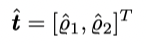 t̂ = [ϱ̂₁, ϱ̂₂]ᵀ